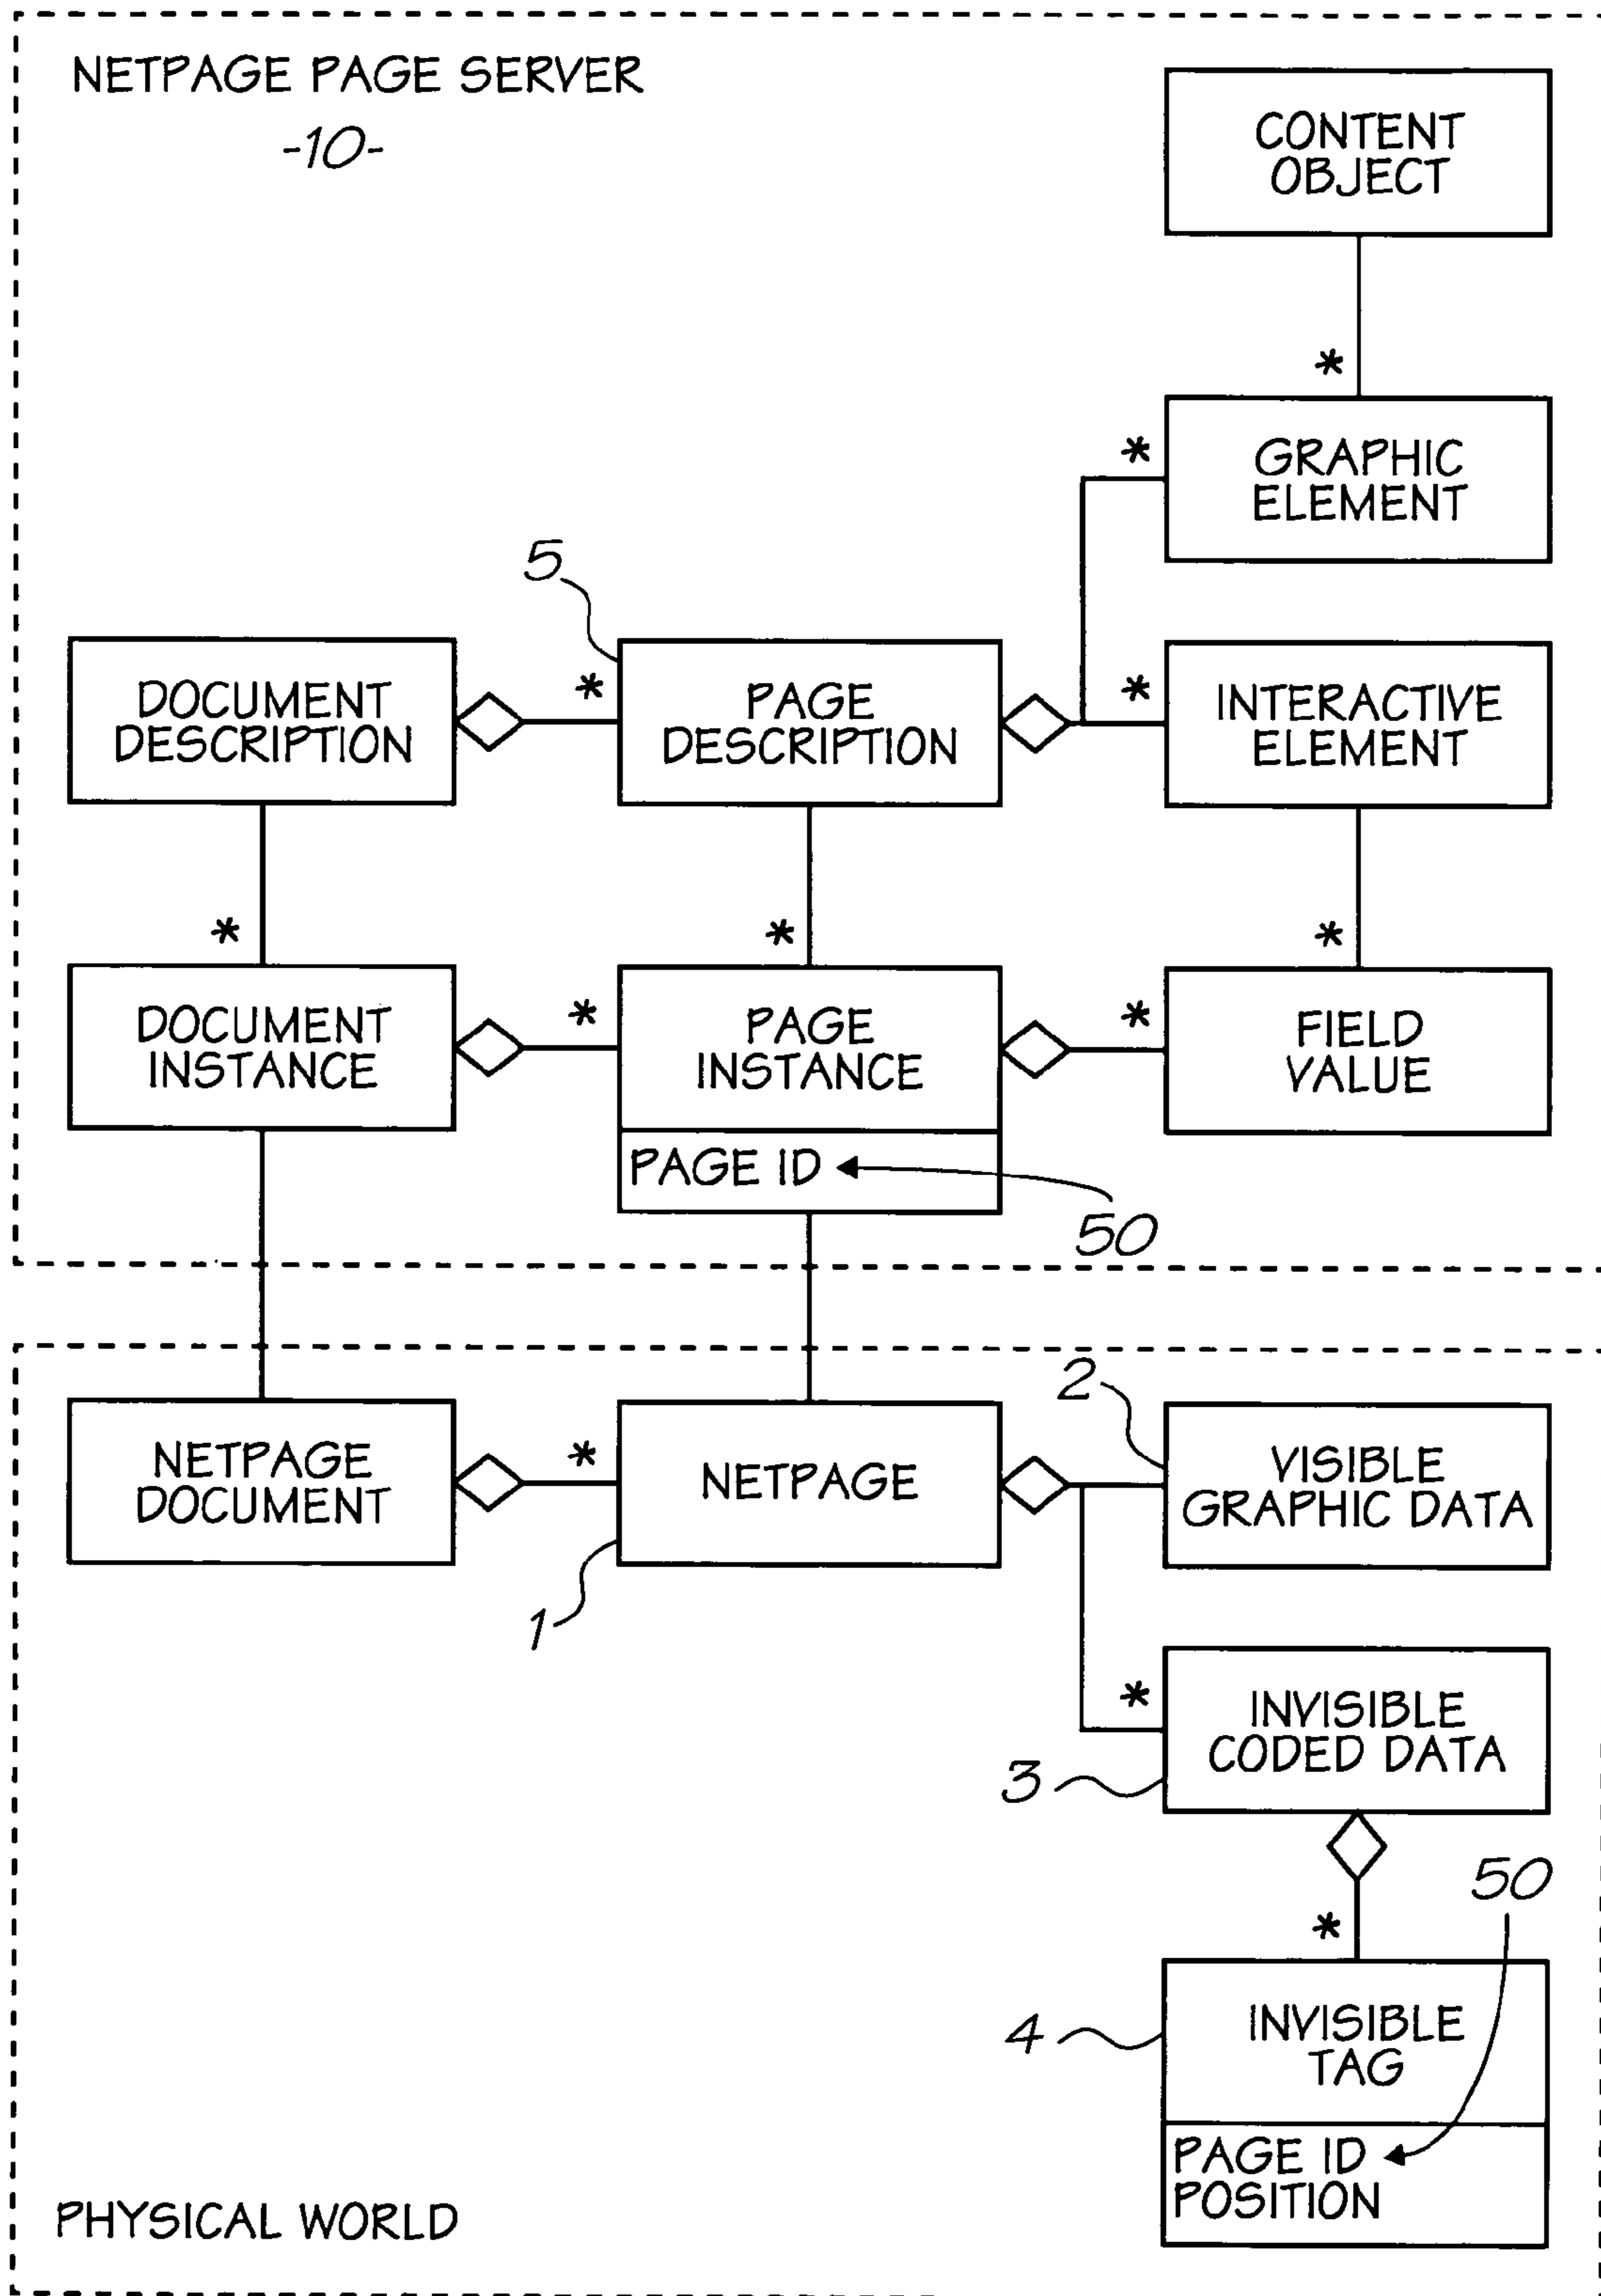 NETPAGE PAGE SERVER
-10-
CONTENT
OBJECT
*
*
GRAPHIC
ELEMENT
5
DOCUMENT
DESCRIPTION
*
PAGE
DESCRIPTION
*
INTERACTIVE
ELEMENT
*
*
*
DOCUMENT
INSTANCE
*
PAGE
INSTANCE
*
FIELD
VALUE
PAGE ID
50
2
NETPAGE
DOCUMENT
*
NETPAGE
VISIBLE
GRAPHIC DATA
1
*
INVISIBLE
CODED DATA
3
50
*
4
INVISIBLE
TAG
PAGE ID
POSITION
PHYSICAL WORLD